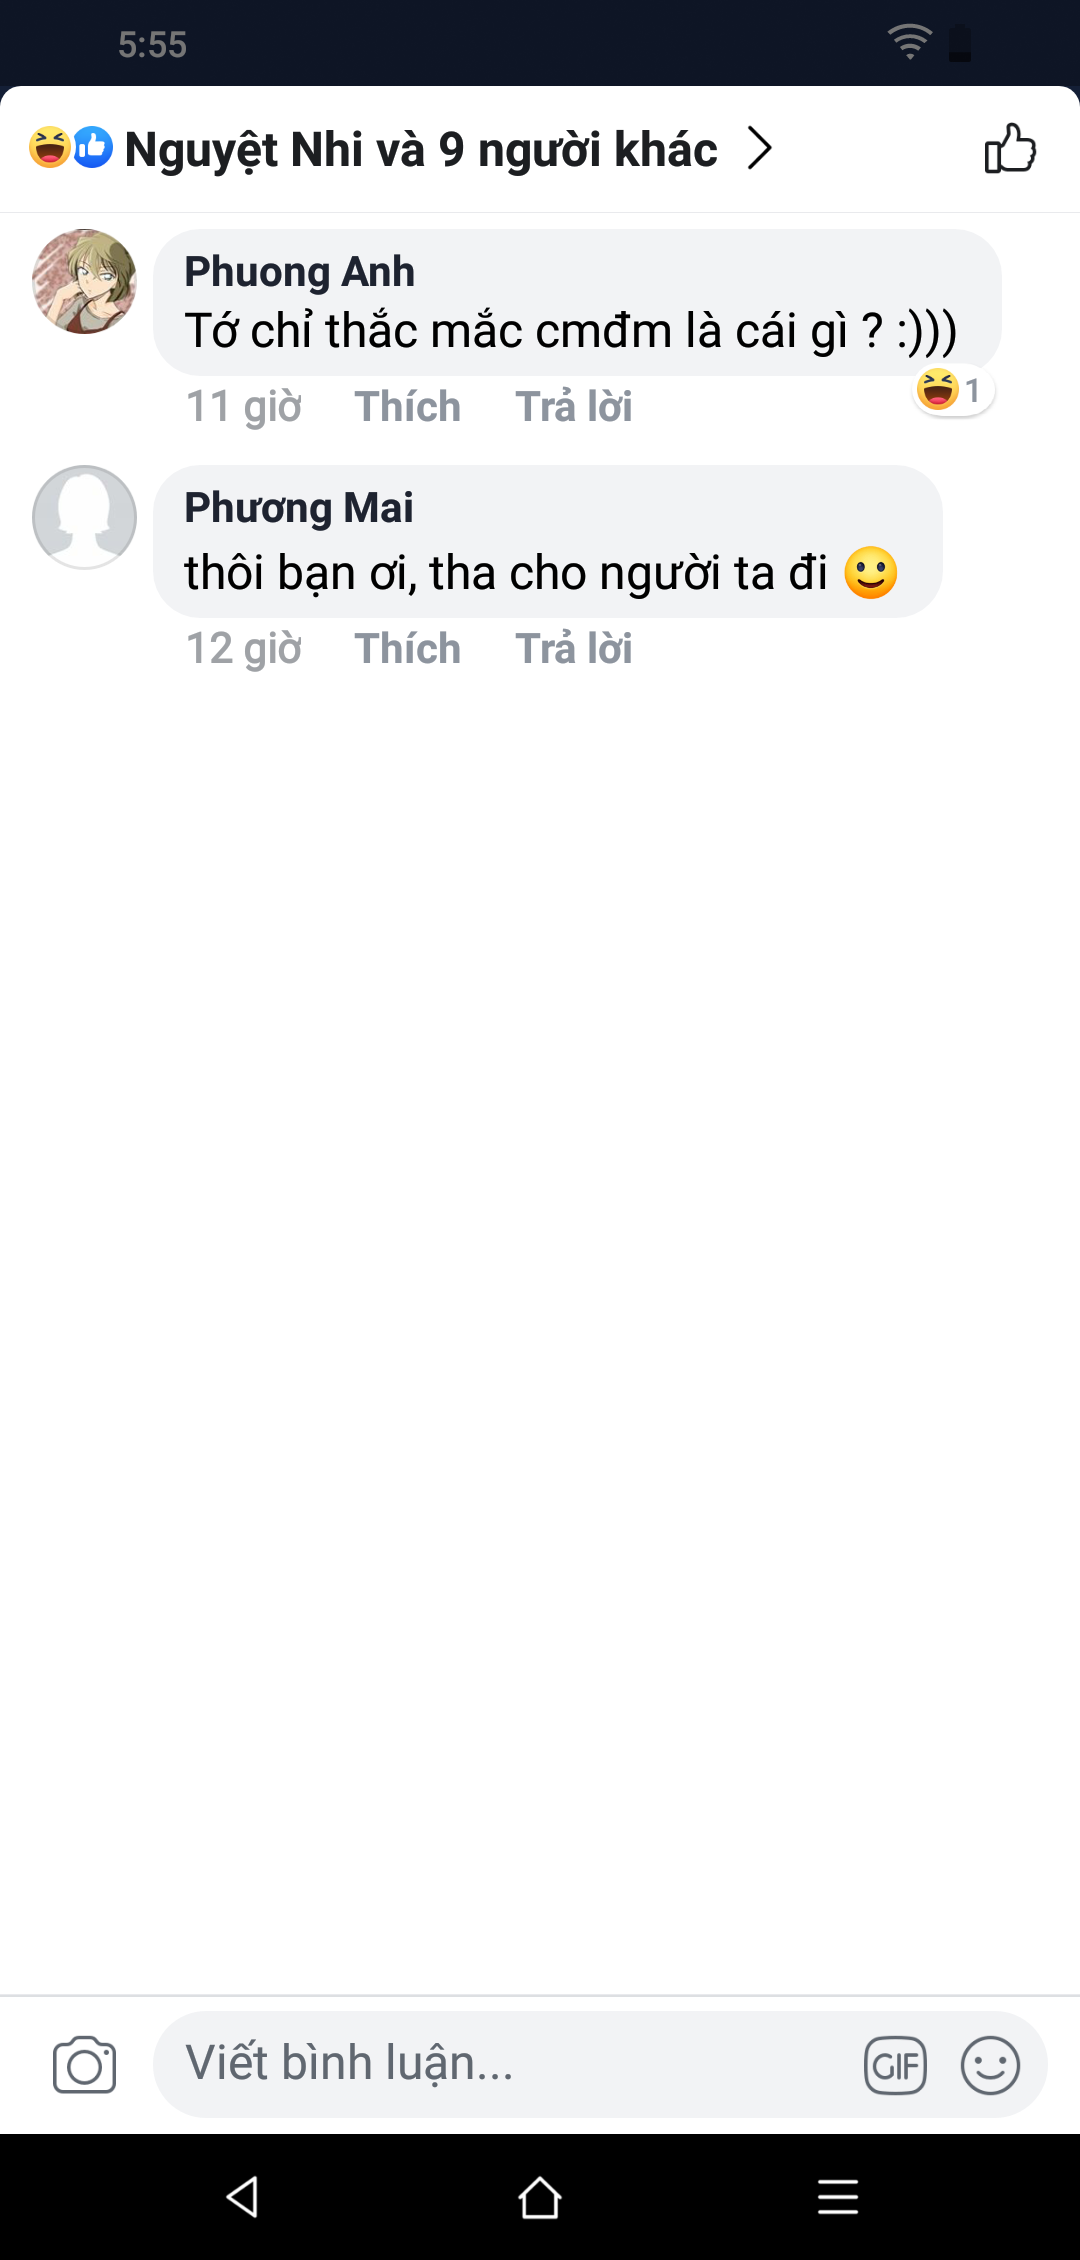 5:55
Nguyệt Nhi và 9 người khác
Phuong Anh
Tớ chỉ thắc mắc cmđm là cái gì ? :)))
11 giờ Thích Trả lời 1
Phương Mai
thôi bạn ơi, tha cho người ta đi 🙂
12 giờ Thích Trả lời
Viết bình luận... GIF